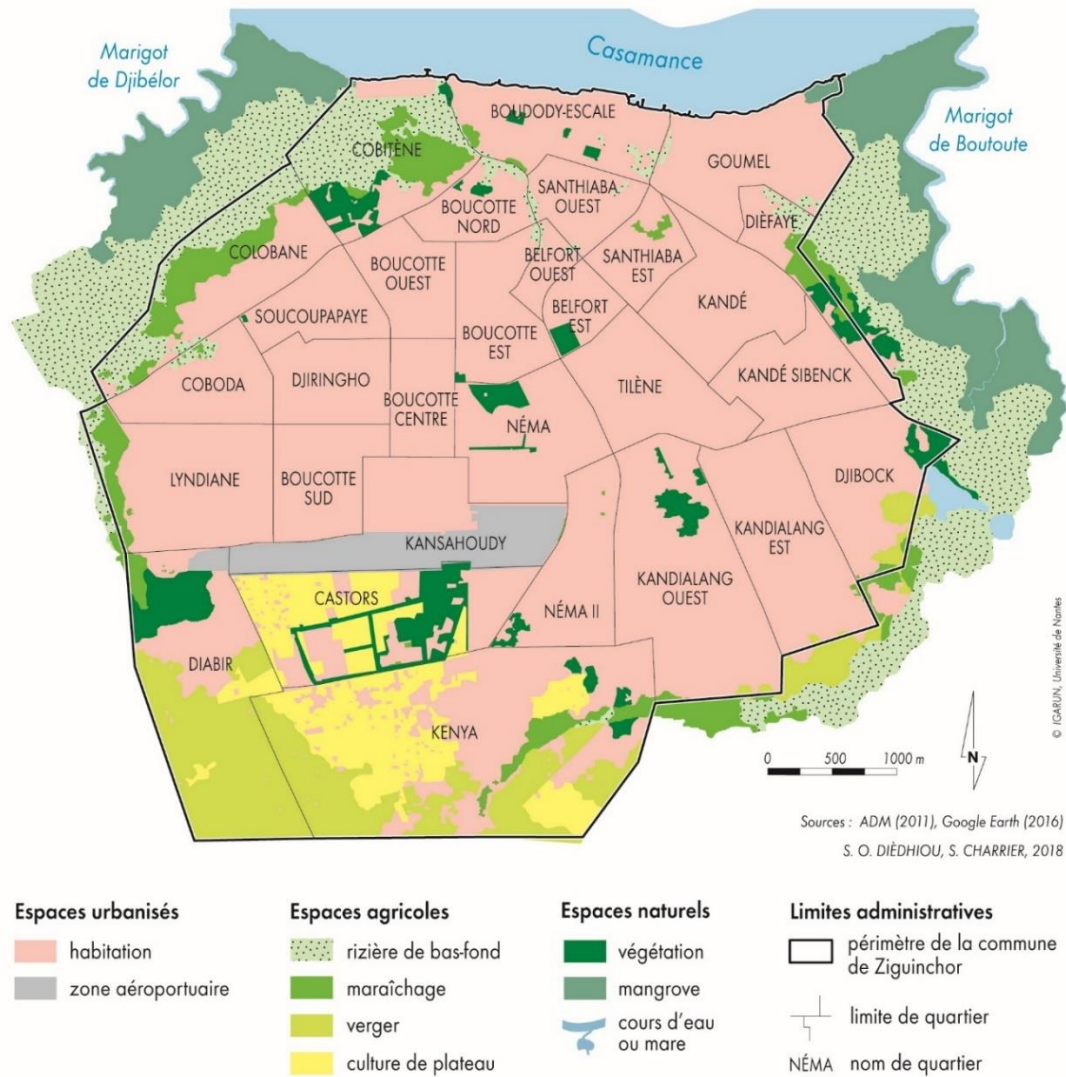 Marigot
de Djibélor
Casamance
Marigot
de Boutoute
BOUDODY-ESCALE
COBITÈNE
GOUMEL
SANTHIABA
OUEST
BOUCOTTE
NORD
DIÈFAYE
COLOBANE
BOUCOTTE
OUEST
BELFORT
OUEST
SANTHIABA
EST
KANDÉ
SOUCOUPAPAYE
BELFORT
EST
BOUCOTTE
EST
COBODA
DJIRINGHO
BOUCOTTE
CENTRE
TILÈNE
KANDÉ SIBENCK
NÉMA
LYNDIANE
BOUCOTTE
SUD
DJIBOCK
KANSAHOUDY
KANDIALANG
EST
KANDIALANG
OUEST
CASTORS
NÉMA II
DIABIR
KENYA
© IGARUN, Université de Nantes
N
0 500 1000 m
Sources : ADM (2011), Google Earth (2016)
S. O. DIÈDHIOU, S. CHARRIER, 2018
Espaces urbanisés
habitation
zone aéroportuaire
Espaces agricoles
rizière de bas-fond
maraîchage
verger
culture de plateau
Espaces naturels
végétation
mangrove
cours d'eau
ou mare
Limites administratives
périmètre de la commune
de Ziguinchor
limite de quartier
NÉMA nom de quartier